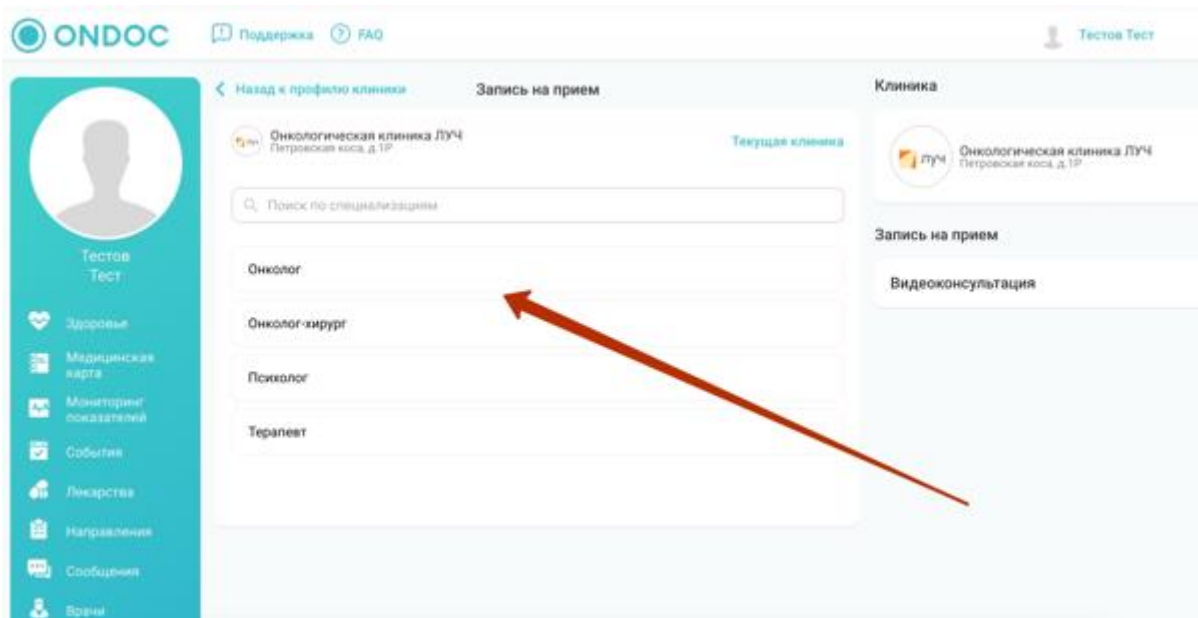 ONDOC
Поддержка
FAQ
Тестов Тест
Назад к профилю клиники
Запись на прием
Клиника
луч
Онкологическая клиника ЛУЧ
Петровская коса, д.1Р
Текущая клиника
луч
Онкологическая клиника ЛУЧ
Петровская коса, д.1Р
Поиск по специализациям
Запись на прием
Видеоконсультация
Онколог
Онколог-хирург
Психолог
Терапевт
Тестов
Тест
Здоровье
Медицинская
карта
Мониторинг
показателей
События
Лекарства
Направления
Сообщения
Врачи